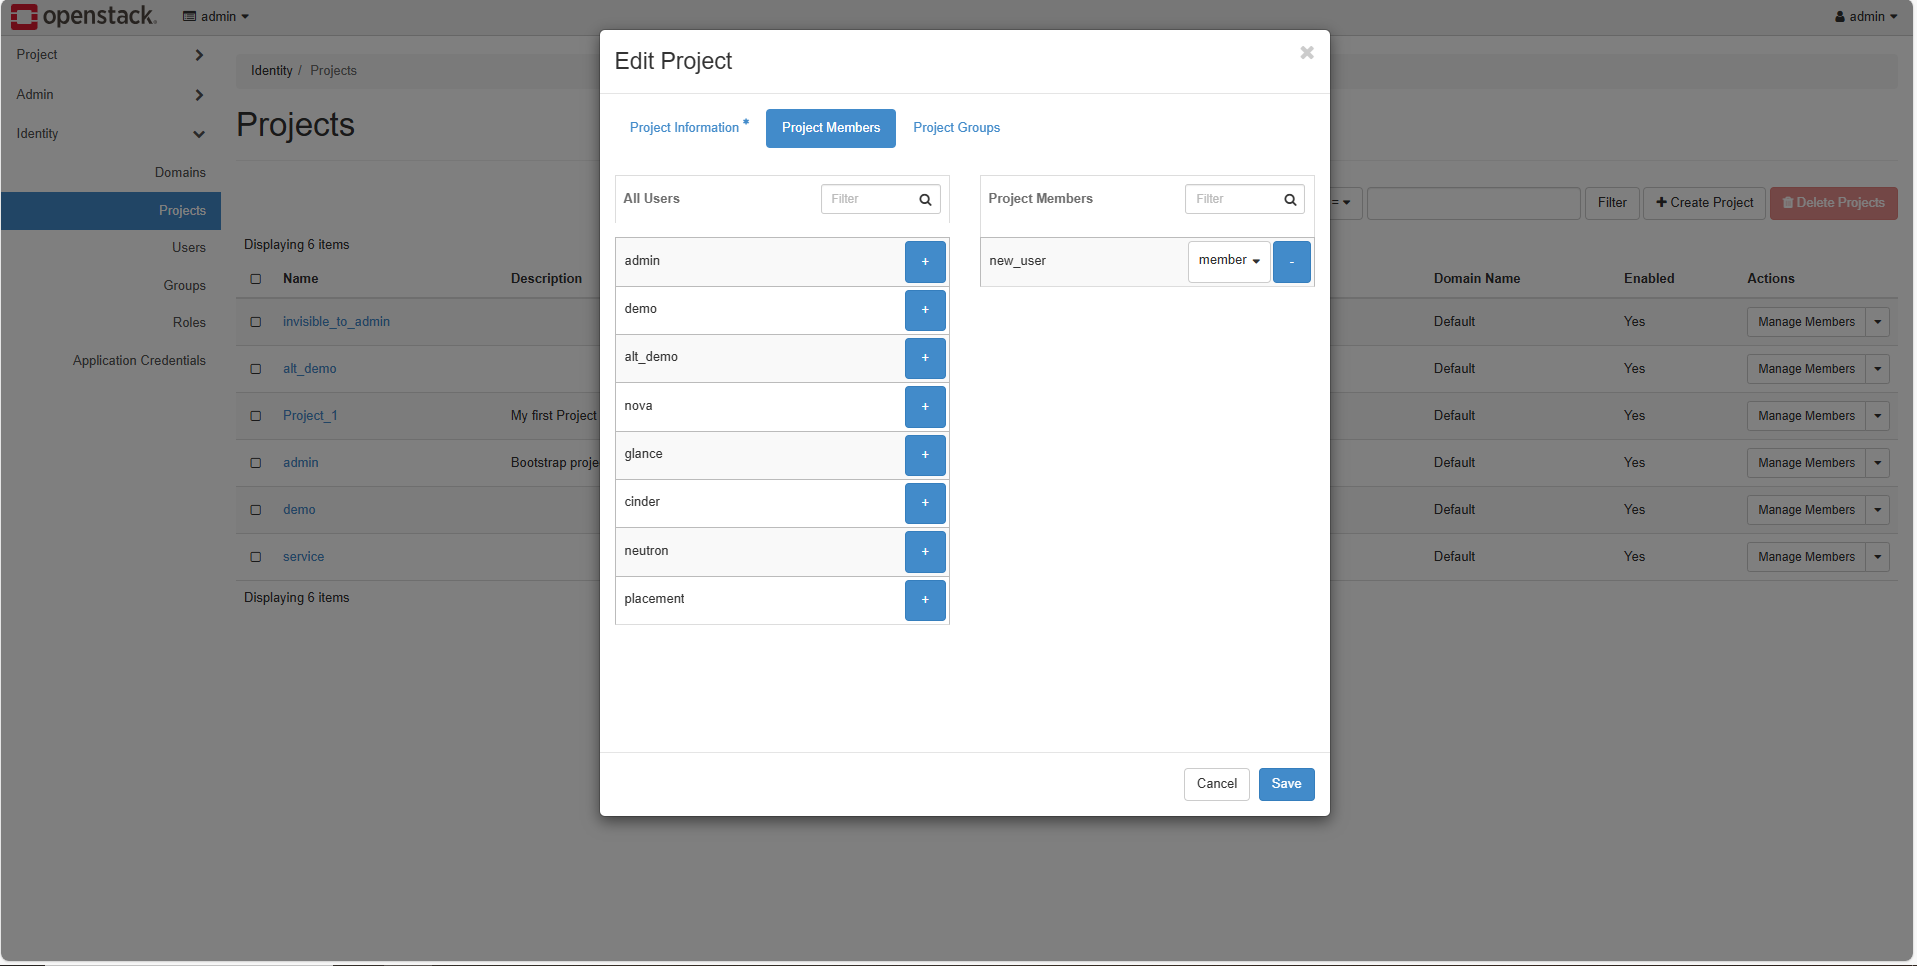 openstack.
admin
admin
Project
Admin
Identity
Domains
Projects
Users
Groups
Roles
Application Credentials
Identity / Projects
Projects
= Filter + Create Project Delete Projects
Displaying 6 items
Name Description Domain Name Enabled Actions
invisible_to_admin Default Yes Manage Members
alt_demo Default Yes Manage Members
Project_1 My first Project Default Yes Manage Members
admin Bootstrap proje Default Yes Manage Members
demo Default Yes Manage Members
service Default Yes Manage Members
Displaying 6 items
Edit Project ×
Project Information * Project Members Project Groups
All Users Filter
admin +
demo +
alt_demo +
nova +
glance +
cinder +
neutron +
placement +
Project Members Filter
new_user member -
Cancel Save